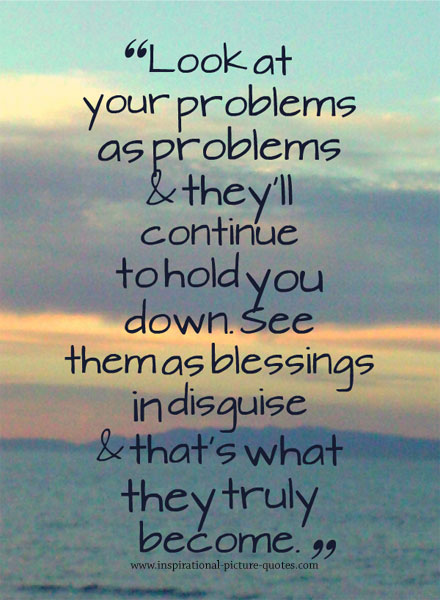 “Look at
your problems
as problems
& they'll
continue
to hold you
down. See
them as blessings
in disguise
& that's what
they truly
become.„
www.inspirational-picture-quotes.com